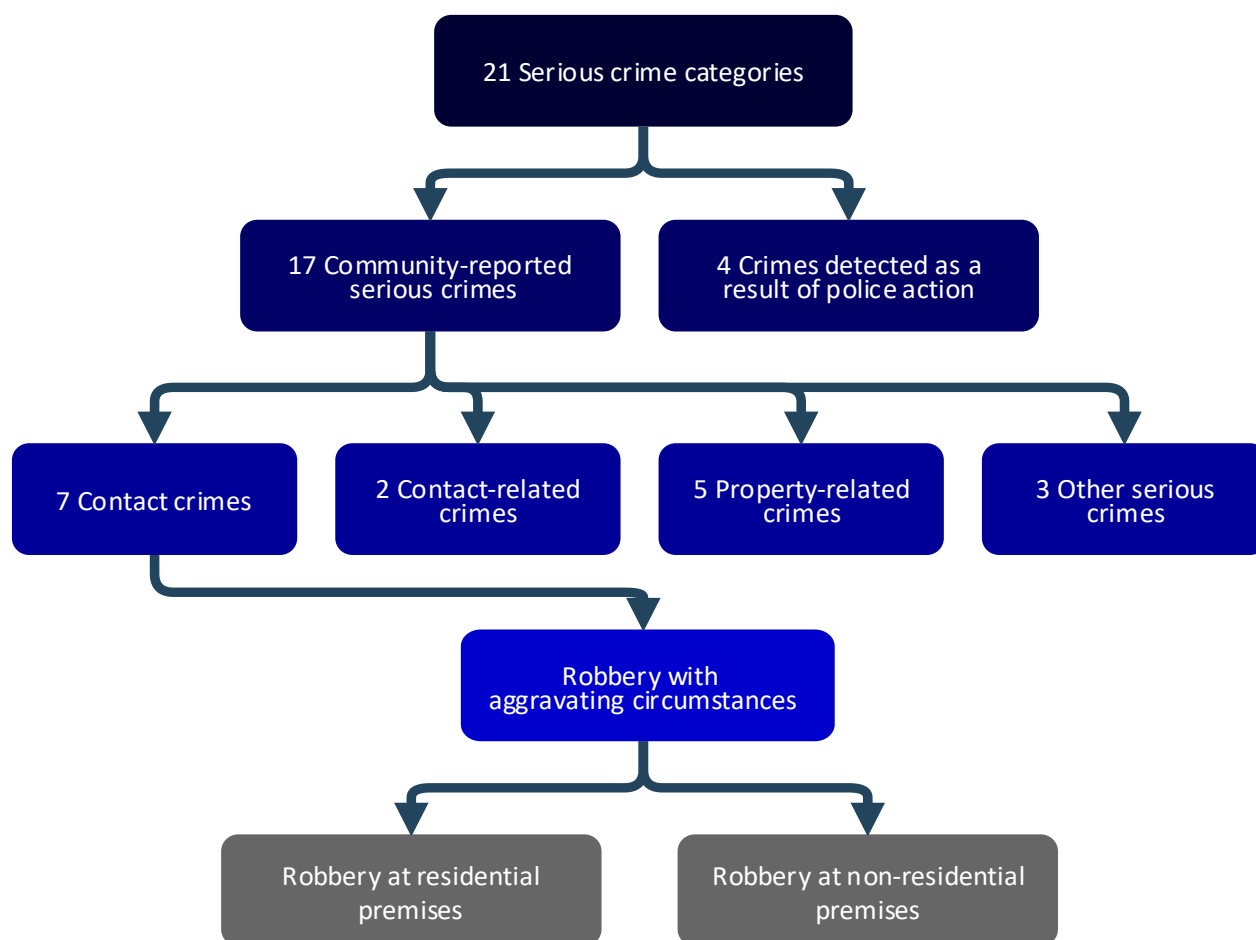 21 Serious crime categories
17 Community-reported
serious crimes
4 Crimes detected as a
result of police action
7 Contact crimes
2 Contact-related
crimes
5 Property-related
crimes
3 Other serious
crimes
Robbery with
aggravating circumstances
Robbery at residential
premises
Robbery at non-residential
premises